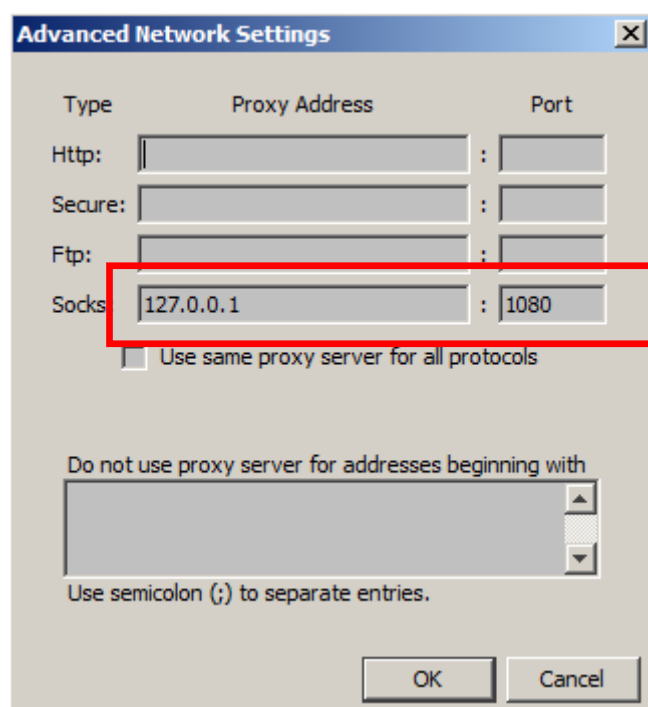 Advanced Network Settings
Type Proxy Address Port
Http: :
Secure: :
Ftp: :
Socks: 127.0.0.1 : 1080
Use same proxy server for all protocols
Do not use proxy server for addresses beginning with
Use semicolon (;) to separate entries.
OK Cancel